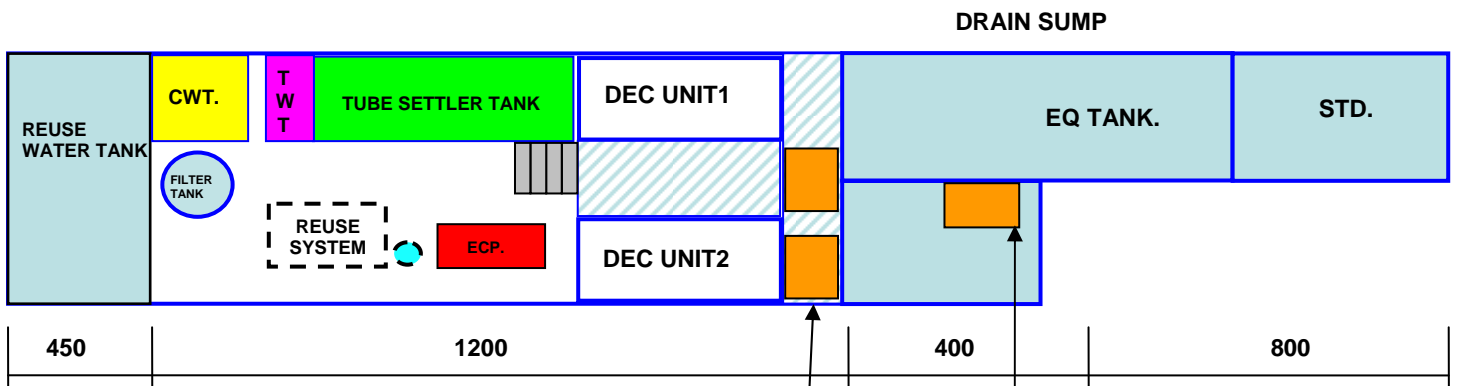 DRAIN SUMP
REUSE
WATER TANK
CWT.
T
W
T
TUBE SETTLER TANK
DEC UNIT1
EQ TANK.
STD.
FILTER
TANK
REUSE
SYSTEM
ECP.
DEC UNIT2
450
1200
400
800